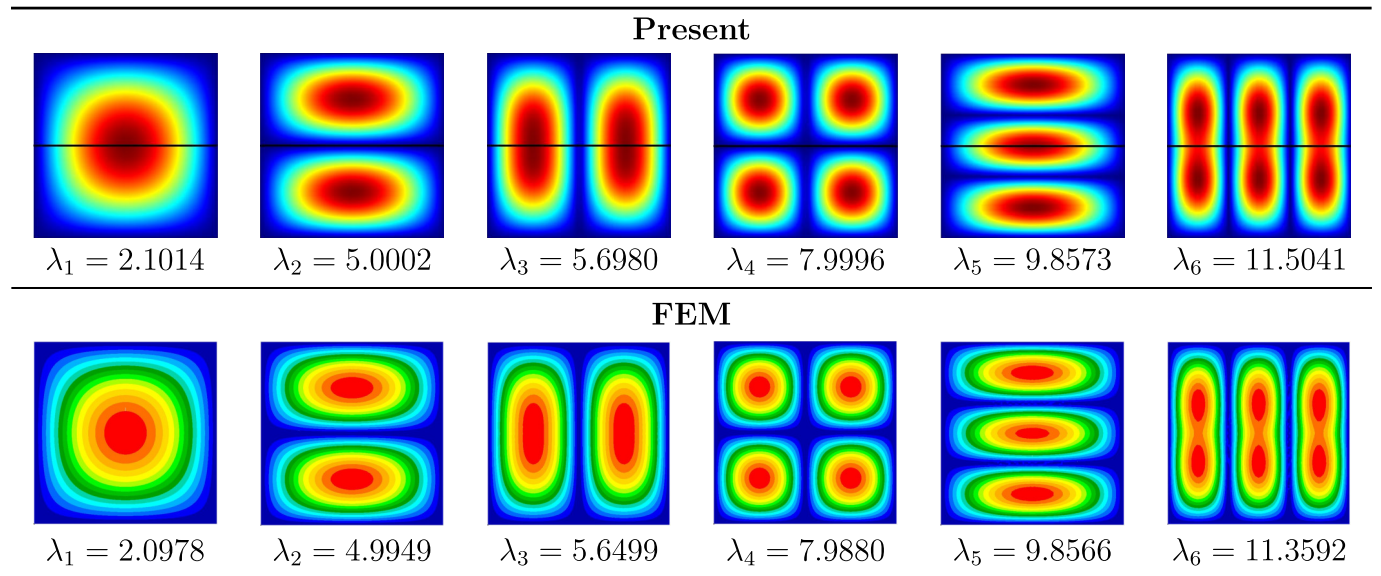 Present
λ₁ = 2.1014 λ₂ = 5.0002 λ₃ = 5.6980 λ₄ = 7.9996 λ₅ = 9.8573 λ₆ = 11.5041
FEM
λ₁ = 2.0978 λ₂ = 4.9949 λ₃ = 5.6499 λ₄ = 7.9880 λ₅ = 9.8566 λ₆ = 11.3592